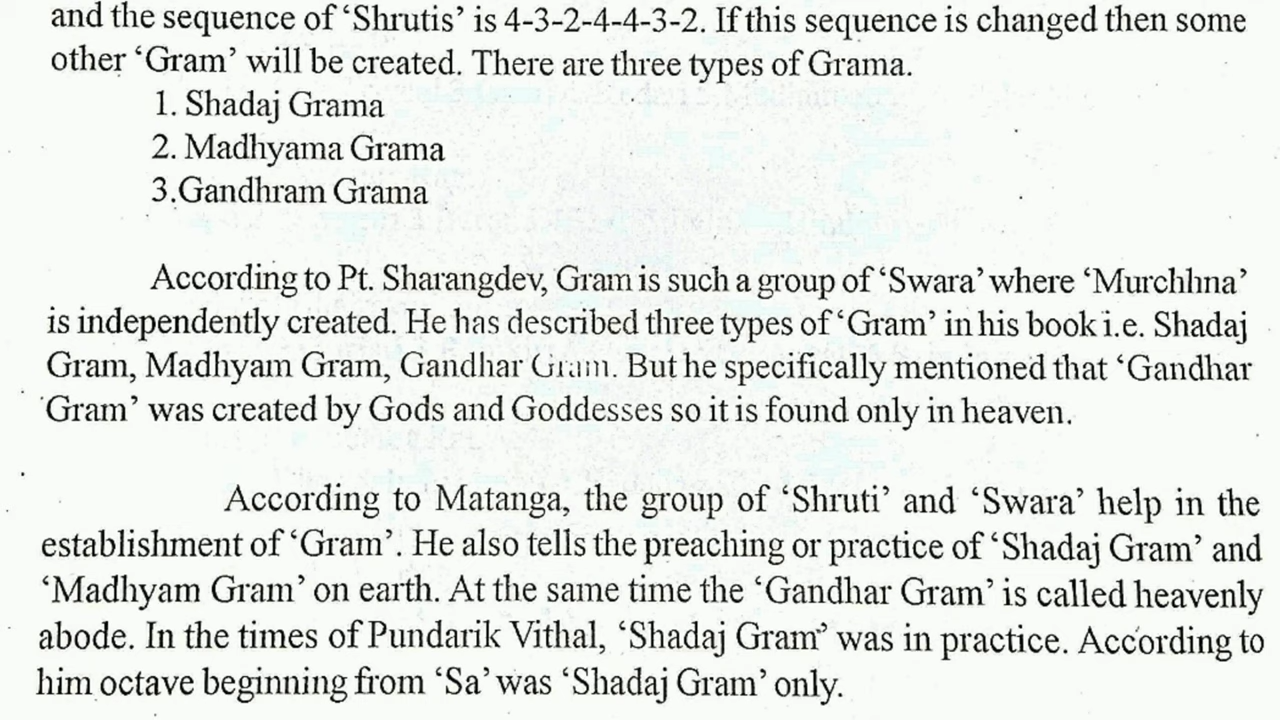 and the sequence of ‘Shrutis’ is 4-3-2-4-4-3-2. If this sequence is changed then some
other ‘Gram’ will be created. There are three types of Grama.
1. Shadaj Grama
2. Madhyama Grama
3.Gandhram Grama
According to Pt. Sharangdev, Gram is such a group of ‘Swara’ where ‘Murchhna’
is independently created. He has described three types of ‘Gram’ in his book i.e. Shadaj
Gram, Madhyam Gram, Gandhar Gram. But he specifically mentioned that ‘Gandhar
Gram’ was created by Gods and Goddesses so it is found only in heaven.
According to Matanga, the group of ‘Shruti’ and ‘Swara’ help in the
establishment of ‘Gram’. He also tells the preaching or practice of ‘Shadaj Gram’ and
‘Madhyam Gram’ on earth. At the same time the ‘Gandhar Gram’ is called heavenly
abode. In the times of Pundarik Vithal, ‘Shadaj Gram’ was in practice. According to
him octave beginning from ‘Sa’ was ‘Shadaj Gram’ only.